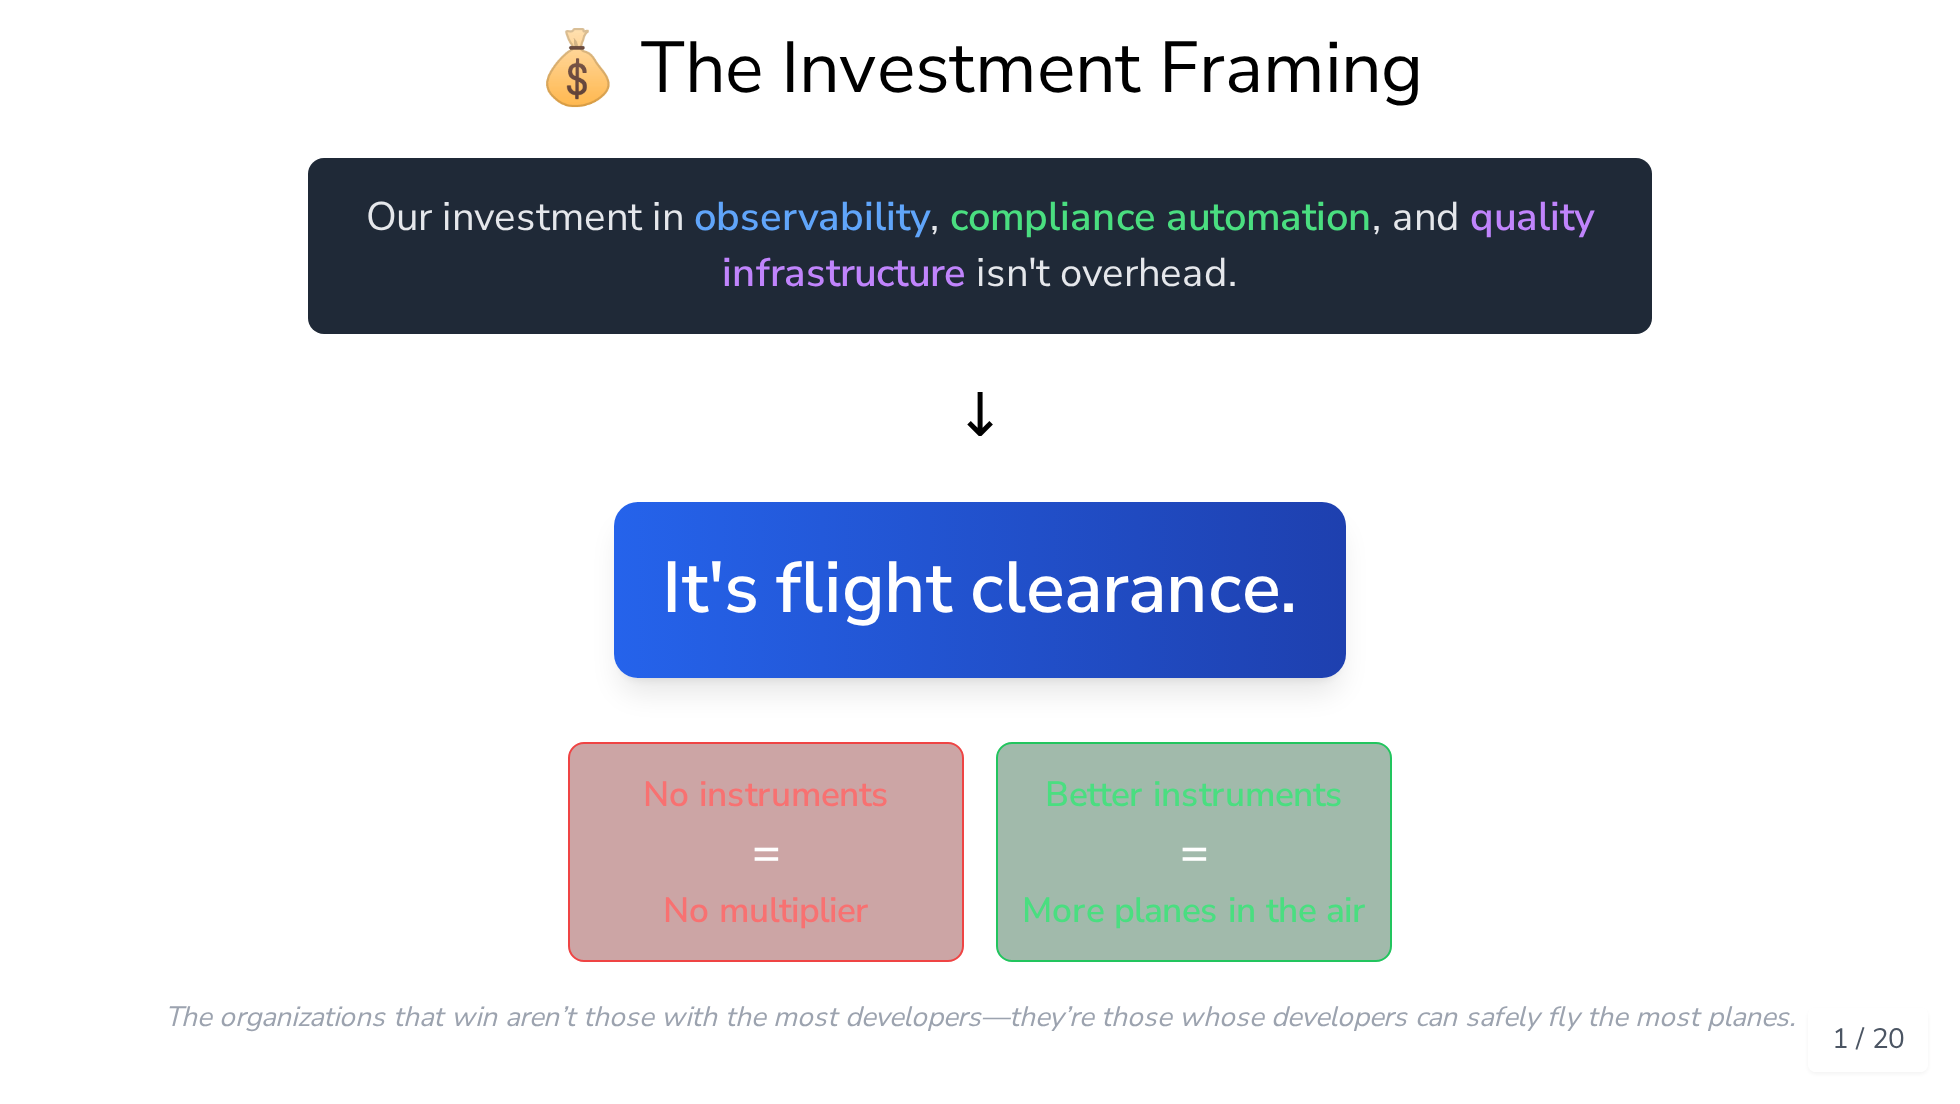 💰 The Investment Framing
Our investment in observability, compliance automation, and quality
infrastructure isn't overhead.
↓
It's flight clearance.
No instruments
=
No multiplier
Better instruments
=
More planes in the air
The organizations that win aren’t those with the most developers—they’re those whose developers can safely fly the most planes.
1 / 20